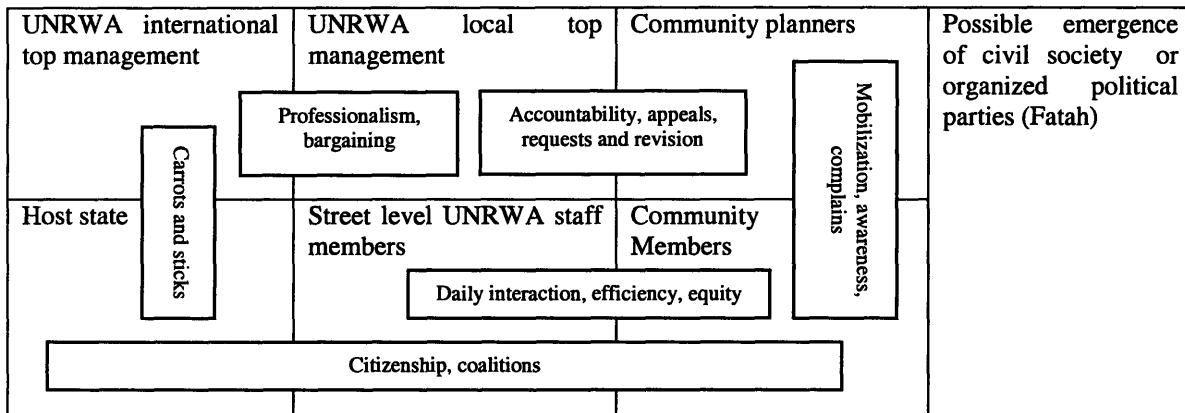 UNRWA international
top management
UNRWA local top
management
Community planners
Possible emergence
of civil society or
organized political
parties (Fatah)
Professionalism,
bargaining
Accountability, appeals,
requests and revision
Mobilization, awareness,
complains
Carrots and sticks
Host state
Street level UNRWA staff
members
Community
Members
Daily interaction, efficiency, equity
Citizenship, coalitions